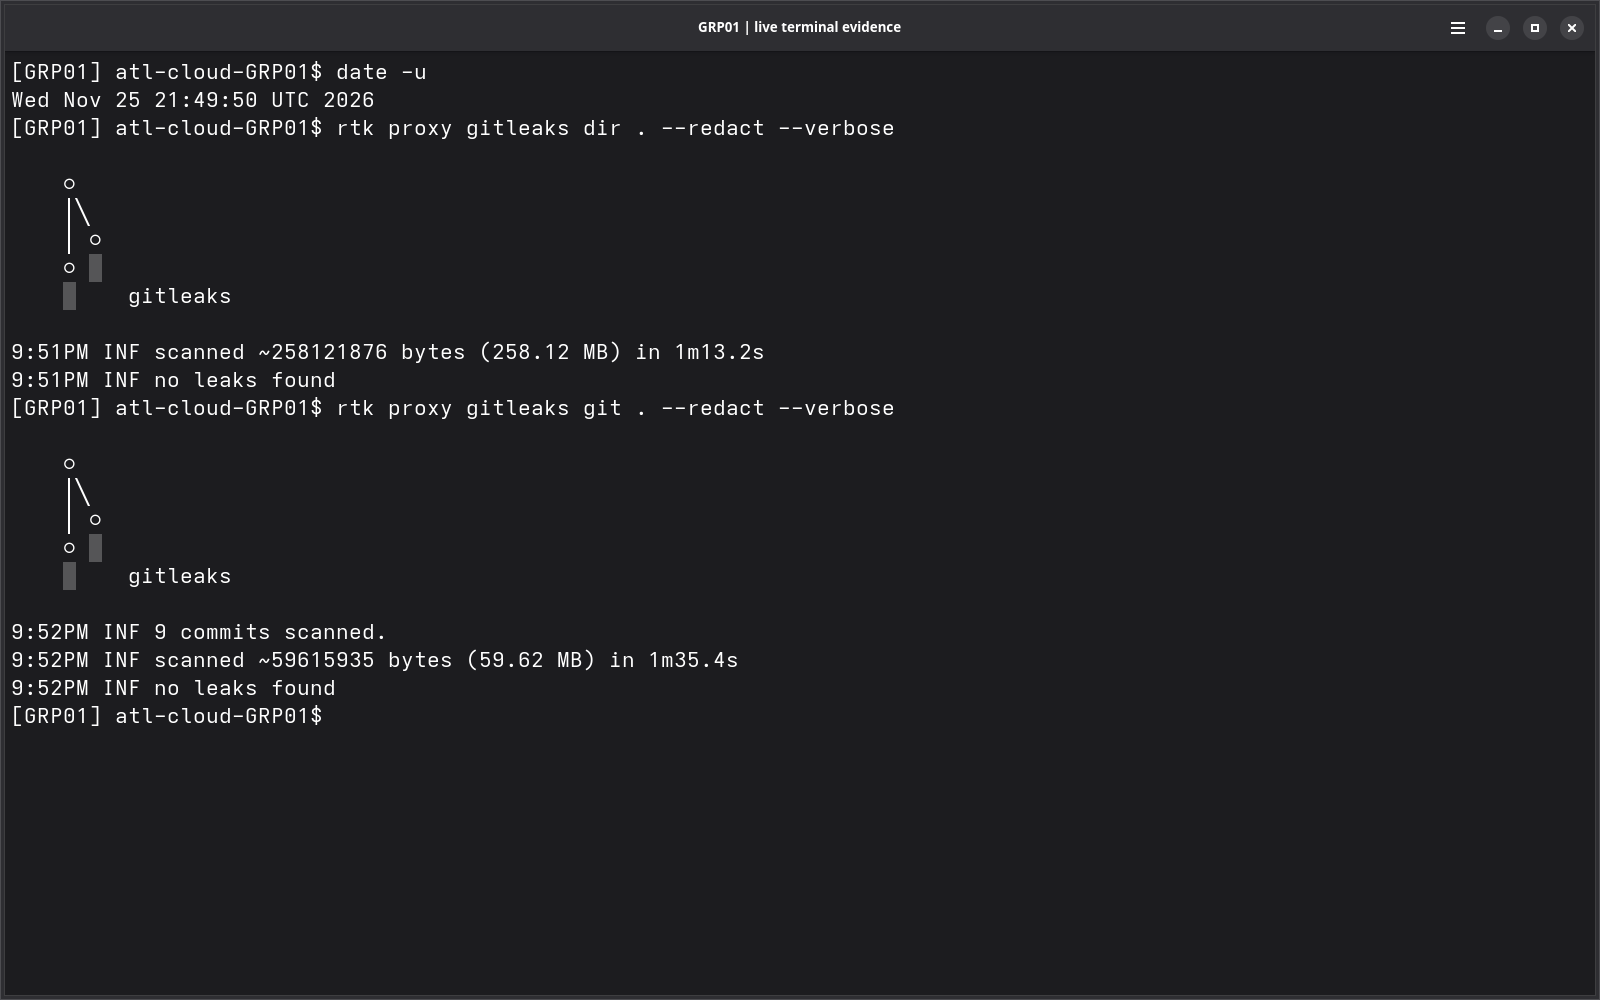 GRP01 | live terminal evidence
[GRP01] atl-cloud-GRP01$ date -u
Wed Nov 25 21:49:50 UTC 2026
[GRP01] atl-cloud-GRP01$ rtk proxy gitleaks dir . --redact --verbose
○
│╲
│ ○
○ ░
░    gitleaks
9:51PM INF scanned ~258121876 bytes (258.12 MB) in 1m13.2s
9:51PM INF no leaks found
[GRP01] atl-cloud-GRP01$ rtk proxy gitleaks git . --redact --verbose
○
│╲
│ ○
○ ░
░    gitleaks
9:52PM INF 9 commits scanned.
9:52PM INF scanned ~59615935 bytes (59.62 MB) in 1m35.4s
9:52PM INF no leaks found
[GRP01] atl-cloud-GRP01$